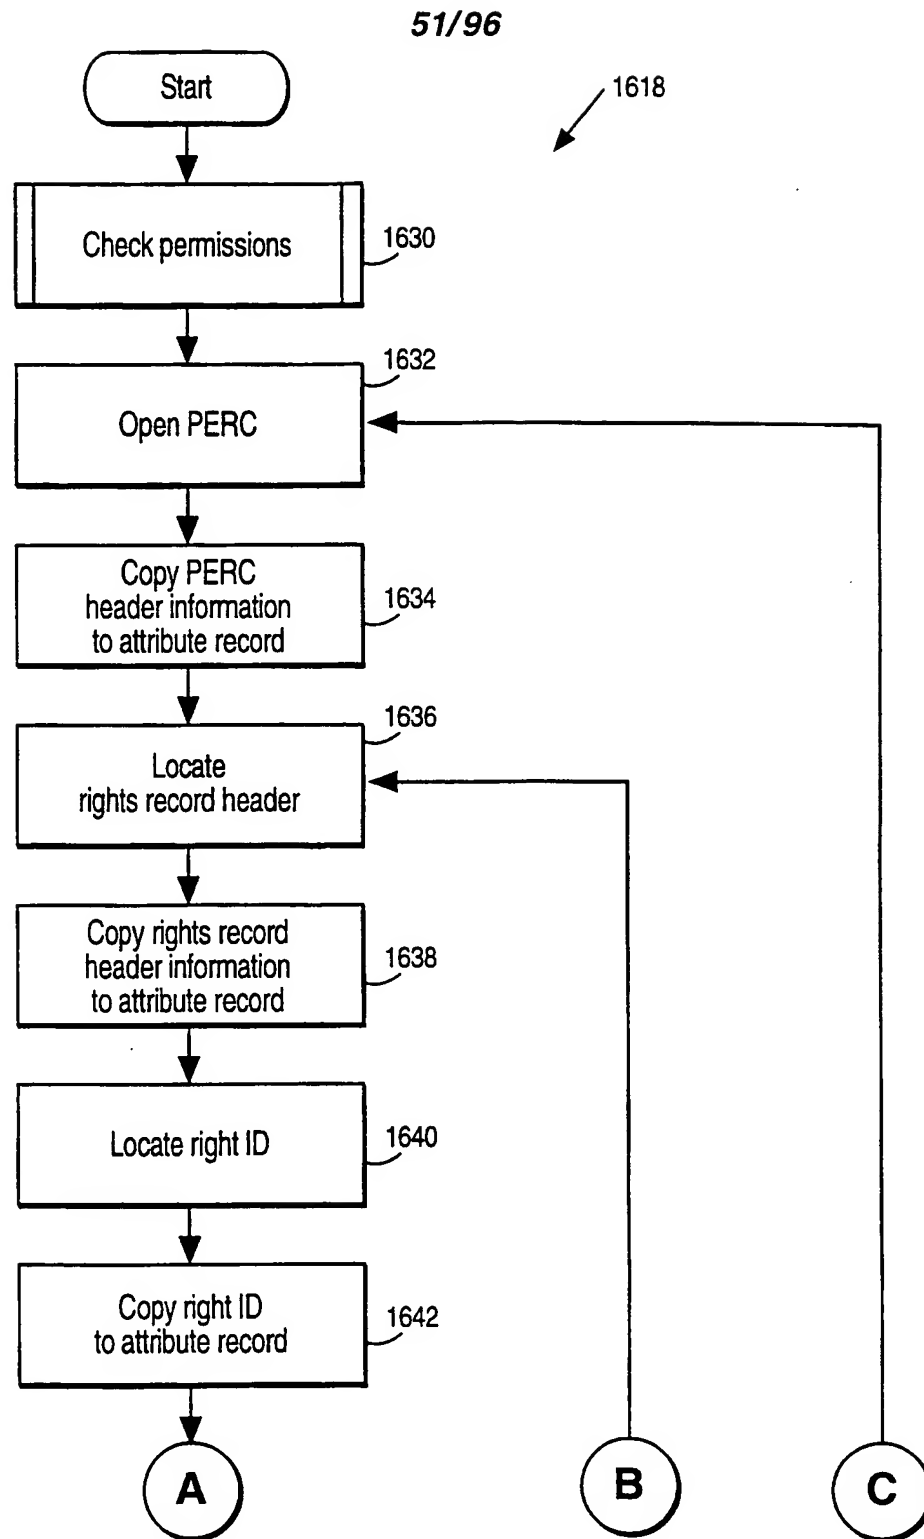 51/96
Start
1618
Check permissions
1630
1632
Open PERC
Copy PERC
header information
to attribute record
1634
1636
Locate
rights record header
Copy rights record
header information
to attribute record
1638
Locate right ID
1640
Copy right ID
to attribute record
1642
A
B
C